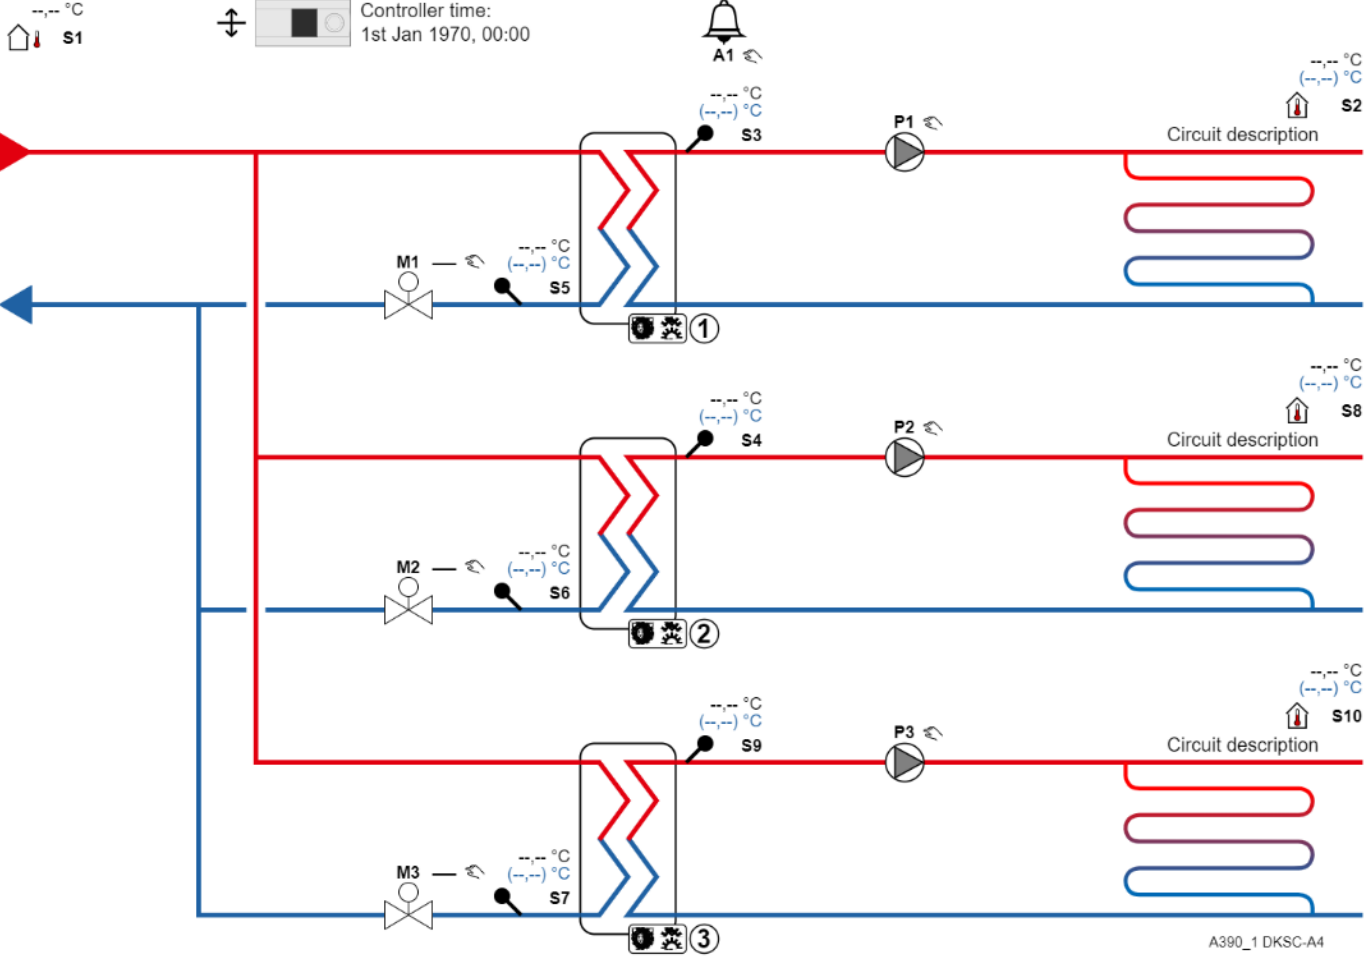 --,-- °C
S1
Controller time:
1st Jan 1970, 00:00
A1
--,-- °C
(--,--) °C
S2
Circuit description
--,-- °C
(--,--) °C
S3
P1
--,-- °C
(--,--) °C
S5
M1
1
--,-- °C
(--,--) °C
S8
Circuit description
--,-- °C
(--,--) °C
S4
P2
--,-- °C
(--,--) °C
S6
M2
2
--,-- °C
(--,--) °C
S10
Circuit description
--,-- °C
(--,--) °C
S9
P3
--,-- °C
(--,--) °C
S7
M3
3
A390_1 DKSC-A4